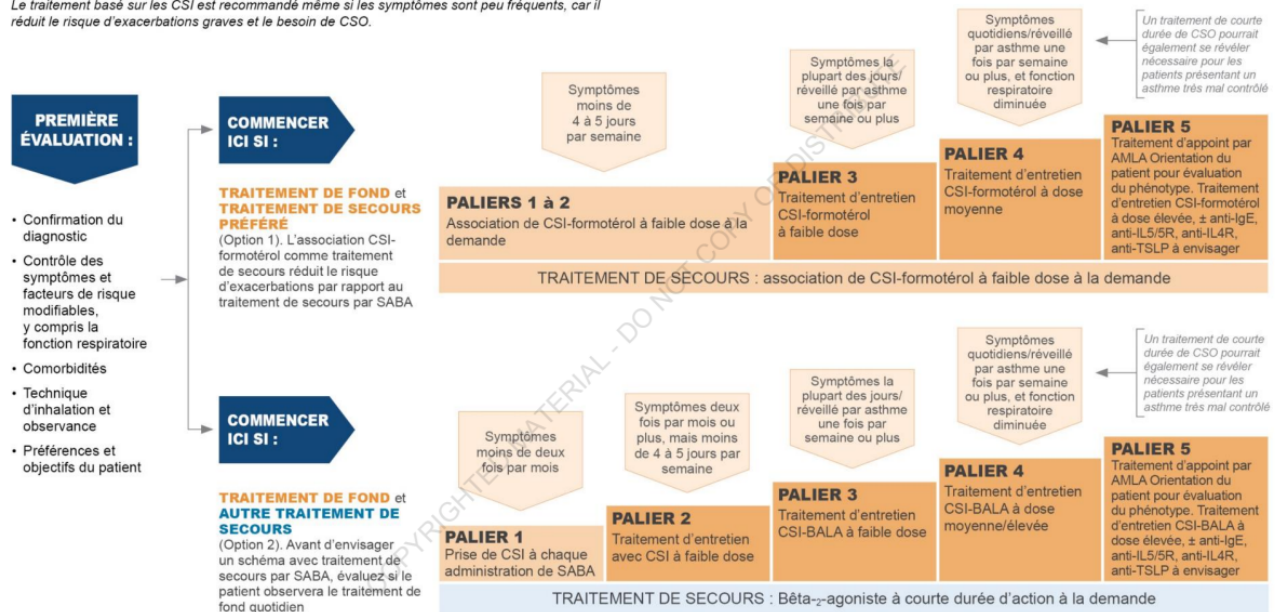 Le traitement basé sur les CSI est recommandé même si les symptômes sont peu fréquents, car il
réduit le risque d'exacerbations graves et le besoin de CSO.
PREMIÈRE
ÉVALUATION :
• Confirmation du
diagnostic
• Contrôle des
symptômes et
facteurs de risque
modifiables,
y compris la
fonction respiratoire
• Comorbidités
• Technique
d'inhalation et
observance
• Préférences et
objectifs du patient
COMMENCER
ICI SI :
TRAITEMENT DE FOND et
TRAITEMENT DE SECOURS
PRÉFÉRÉ
(Option 1). L'association CSI-
formotérol comme traitement
de secours réduit le risque
d'exacerbations par rapport au
traitement de secours par SABA
Symptômes
moins de
4 à 5 jours
par semaine
Symptômes la
plupart des jours/
réveillé par asthme
une fois par
semaine ou plus
Symptômes
quotidiens/réveillé
par asthme une
fois par semaine
ou plus, et fonction
respiratoire
diminuée
Un traitement de courte
durée de CSO pourrait
également se révéler
nécessaire pour les
patients présentant un
asthme très mal contrôlé
PALIERS 1 à 2
Association de CSI-formotérol à faible dose à la
demande
PALIER 3
Traitement d'entretien
CSI-formotérol
à faible dose
PALIER 4
Traitement d'entretien
CSI-formotérol à dose
moyenne
PALIER 5
Traitement d'appoint par
AMLA Orientation du
patient pour évaluation
du phénotype. Traitement
d'entretien CSI-formotérol
à dose élevée, ± anti-IgE,
anti-IL5/5R, anti-IL4R,
anti-TSLP à envisager
TRAITEMENT DE SECOURS : association de CSI-formotérol à faible dose à la demande
COMMENCER
ICI SI :
TRAITEMENT DE FOND et
AUTRE TRAITEMENT DE
SECOURS
(Option 2). Avant d'envisager
un schéma avec traitement de
secours par SABA, évaluez si le
patient observera le traitement de
fond quotidien
Symptômes
moins de deux
fois par mois
Symptômes deux
fois par mois ou
plus, mais moins
de 4 à 5 jours par
semaine
Symptômes la
plupart des jours/
réveillé par asthme
une fois par
semaine ou plus
Symptômes
quotidiens/réveillé
par asthme une
fois par semaine
ou plus, et fonction
respiratoire
diminuée
Un traitement de courte
durée de CSO pourrait
également se révéler
nécessaire pour les
patients présentant un
asthme très mal contrôlé
PALIER 1
Prise de CSI à chaque
administration de SABA
PALIER 2
Traitement d'entretien
avec CSI à faible dose
PALIER 3
Traitement d'entretien
CSI-BALA à faible dose
PALIER 4
Traitement d'entretien
CSI-BALA à dose
moyenne/élevée
PALIER 5
Traitement d'appoint par
AMLA Orientation du
patient pour évaluation
du phénotype. Traitement
d'entretien CSI-BALA à
dose élevée, ± anti-IgE,
anti-IL5/5R, anti-IL4R,
anti-TSLP à envisager
TRAITEMENT DE SECOURS : Bêta-₂-agoniste à courte durée d'action à la demande
COPYRIGHTED MATERIAL - DO NOT COPY OR DISTRIBUTE